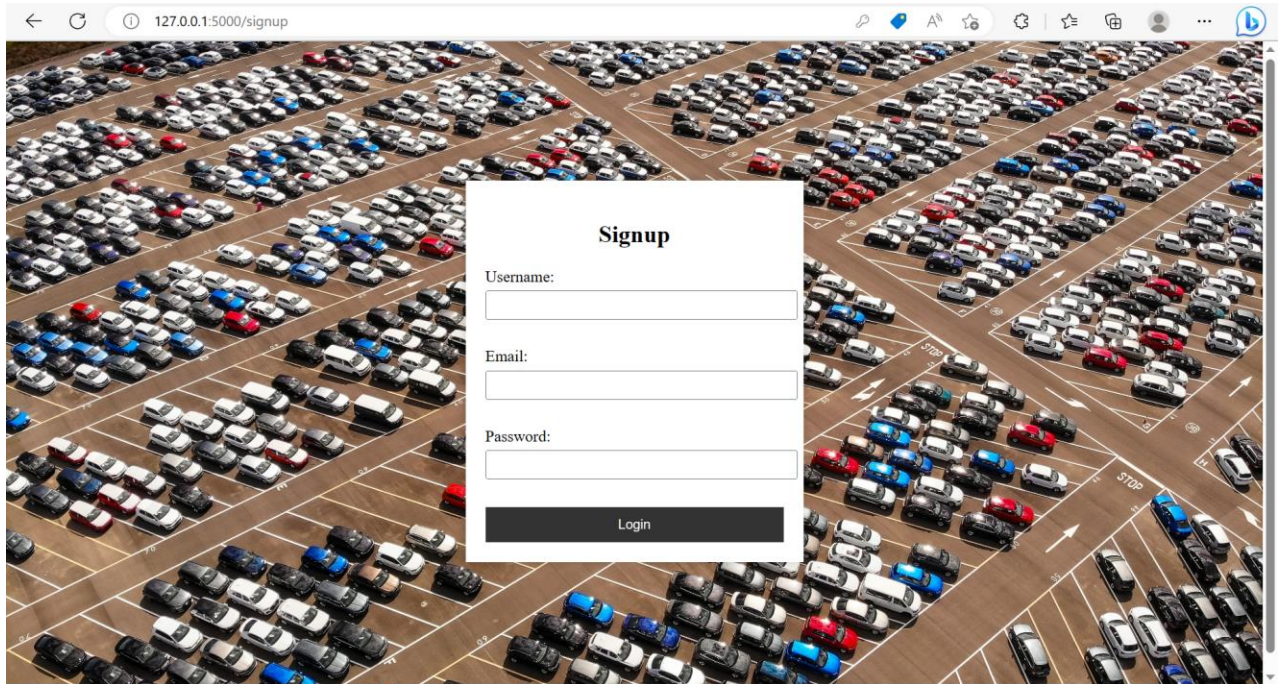 127.0.0.1:5000/signup
Signup
Username:
Email:
Password:
Login
STOP
STOP